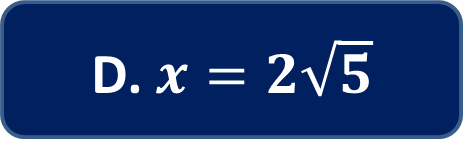 D. x = 2√5